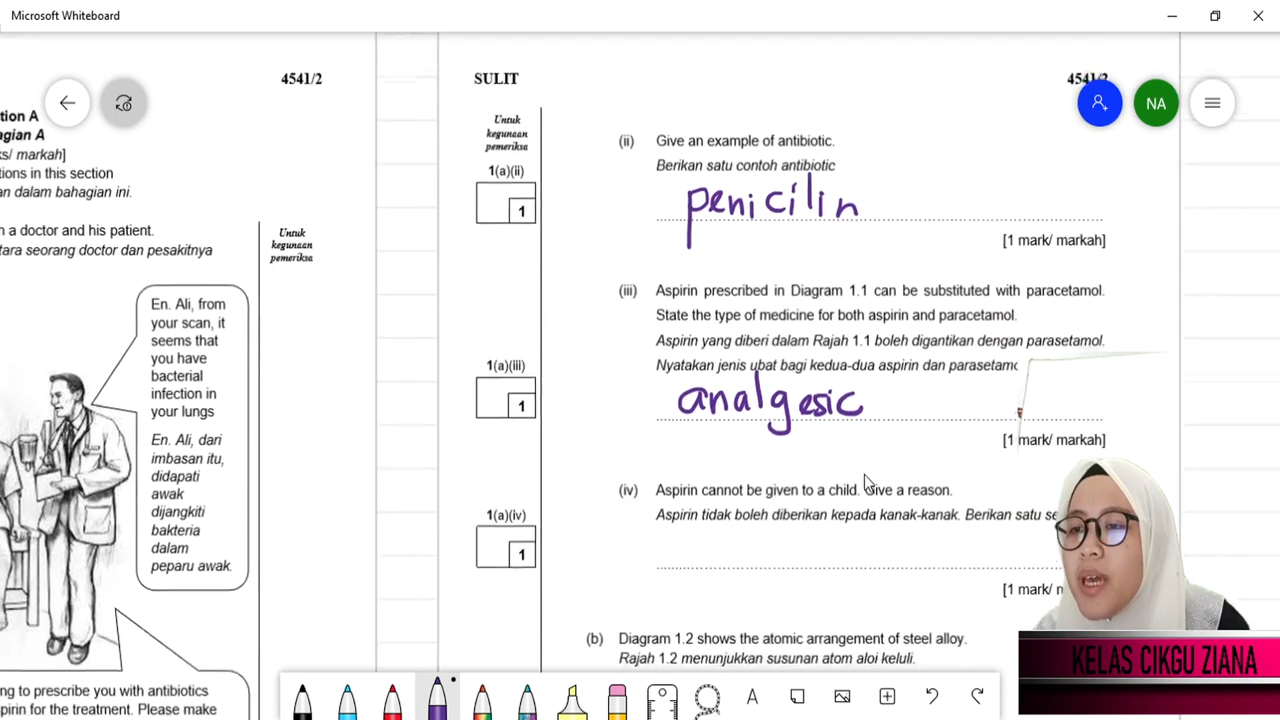 Microsoft Whiteboard
4541/2
tion A
agian A
ks/ markah]
tions in this section
an dalam bahagian ini.
n a doctor and his patient.
tara seorang doctor dan pesakitnya
Untuk
kegunaan
pemeriksa
En. Ali, from
your scan, it
seems that
you have
bacterial
infection in
your lungs
En. Ali, dari
imbasan itu,
didapati
awak
dijangkiti
bakteria
dalam
peparu awak.
ng to prescribe you with antibiotics
pirin for the treatment. Please make
SULIT
4541/2
NA
Untuk
kegunaan
pemeriksa
1(a)(ii)
1
(ii) Give an example of antibiotic.
Berikan satu contoh antibiotic
penicilin
[1 mark/ markah]
(iii) Aspirin prescribed in Diagram 1.1 can be substituted with paracetamol.
State the type of medicine for both aspirin and paracetamol.
Aspirin yang diberi dalam Rajah 1.1 boleh digantikan dengan parasetamol.
Nyatakan jenis ubat bagi kedua-dua aspirin dan parasetamo
1(a)(iii)
1
analgesic
[1 mark/ markah]
(iv) Aspirin cannot be given to a child. Give a reason.
Aspirin tidak boleh diberikan kepada kanak-kanak. Berikan satu se
1(a)(iv)
1
[1 mark/
(b) Diagram 1.2 shows the atomic arrangement of steel alloy.
Rajah 1.2 menunjukkan susunan atom aloi keluli.
KELAS CIKGU ZIANA